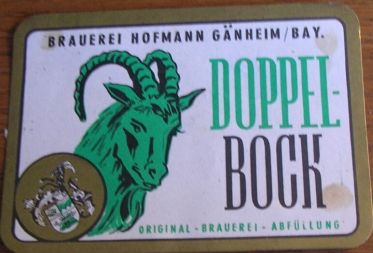 BRAUEREI HOFMANN GÄNHEIM/BAY.
DOPPEL-
BOCK
ORIGINAL-BRAUEREI-ABFÜLLUNG